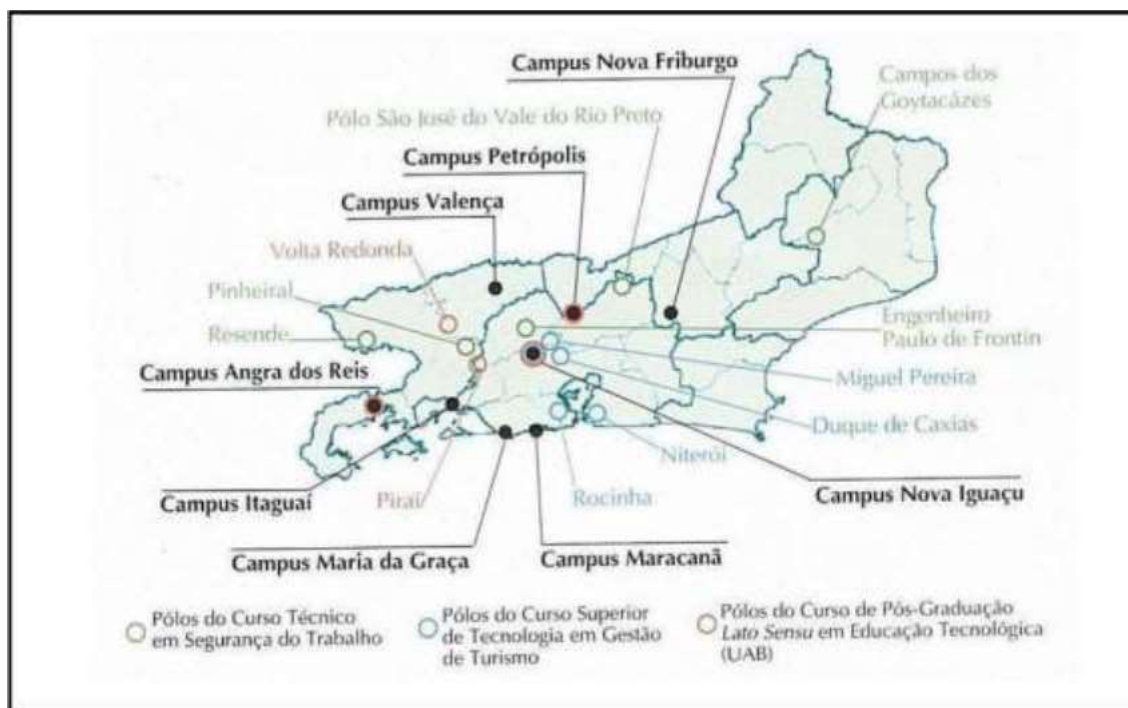 Campus Nova Friburgo
Campos dos
Goytacázes
Pólo São José do Vale do Rio Preto
Campus Petrópolis
Campus Valença
Volta Redonda
Pinheiral
Resende
Engenheiro
Paulo de Frontin
Campus Angra dos Reis
Miguel Pereira
Duque de Caxias
Niterói
Campus Itaguaí
Piraí
Rocinha
Campus Nova Iguaçu
Campus Maria da Graça
Campus Maracanã
Pólos do Curso Técnico
em Segurança do Trabalho
Pólos do Curso Superior
de Tecnologia em Gestão
de Turismo
Pólos do Curso de Pós-Graduação
Lato Sensu em Educação Tecnológica
(UAB)